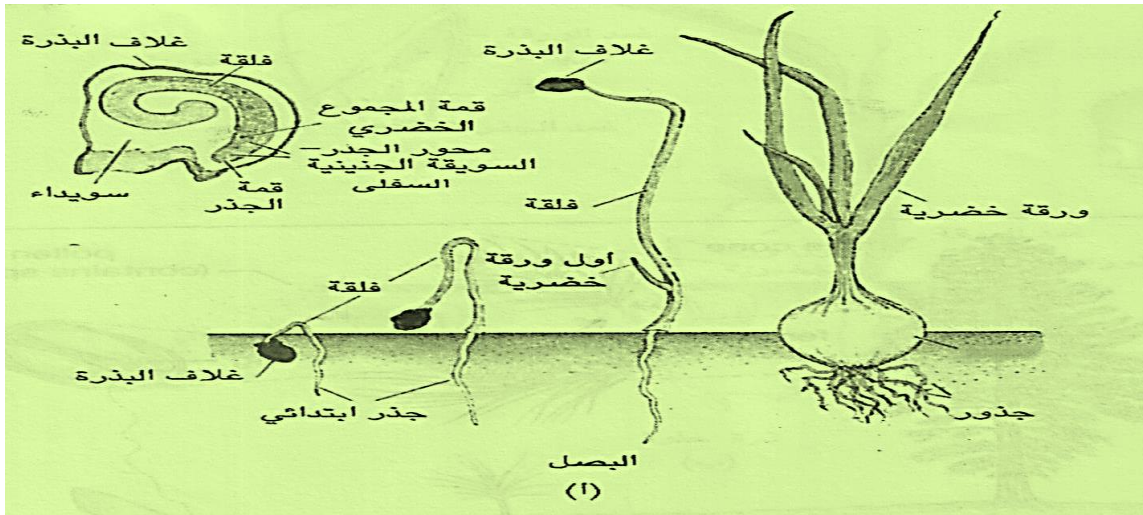 غلاف البذرة
فلقة
قمة المجموع
الخضري
محور الجذر
السويقة الجنينية
السفلى
قمة
الجذر
سويداء
غلاف البذرة
فلقة
أول ورقة
خضرية
ورقة خضرية
فلقة
غلاف البذرة
جذر ابتدائي
جذور
البصل
(أ)